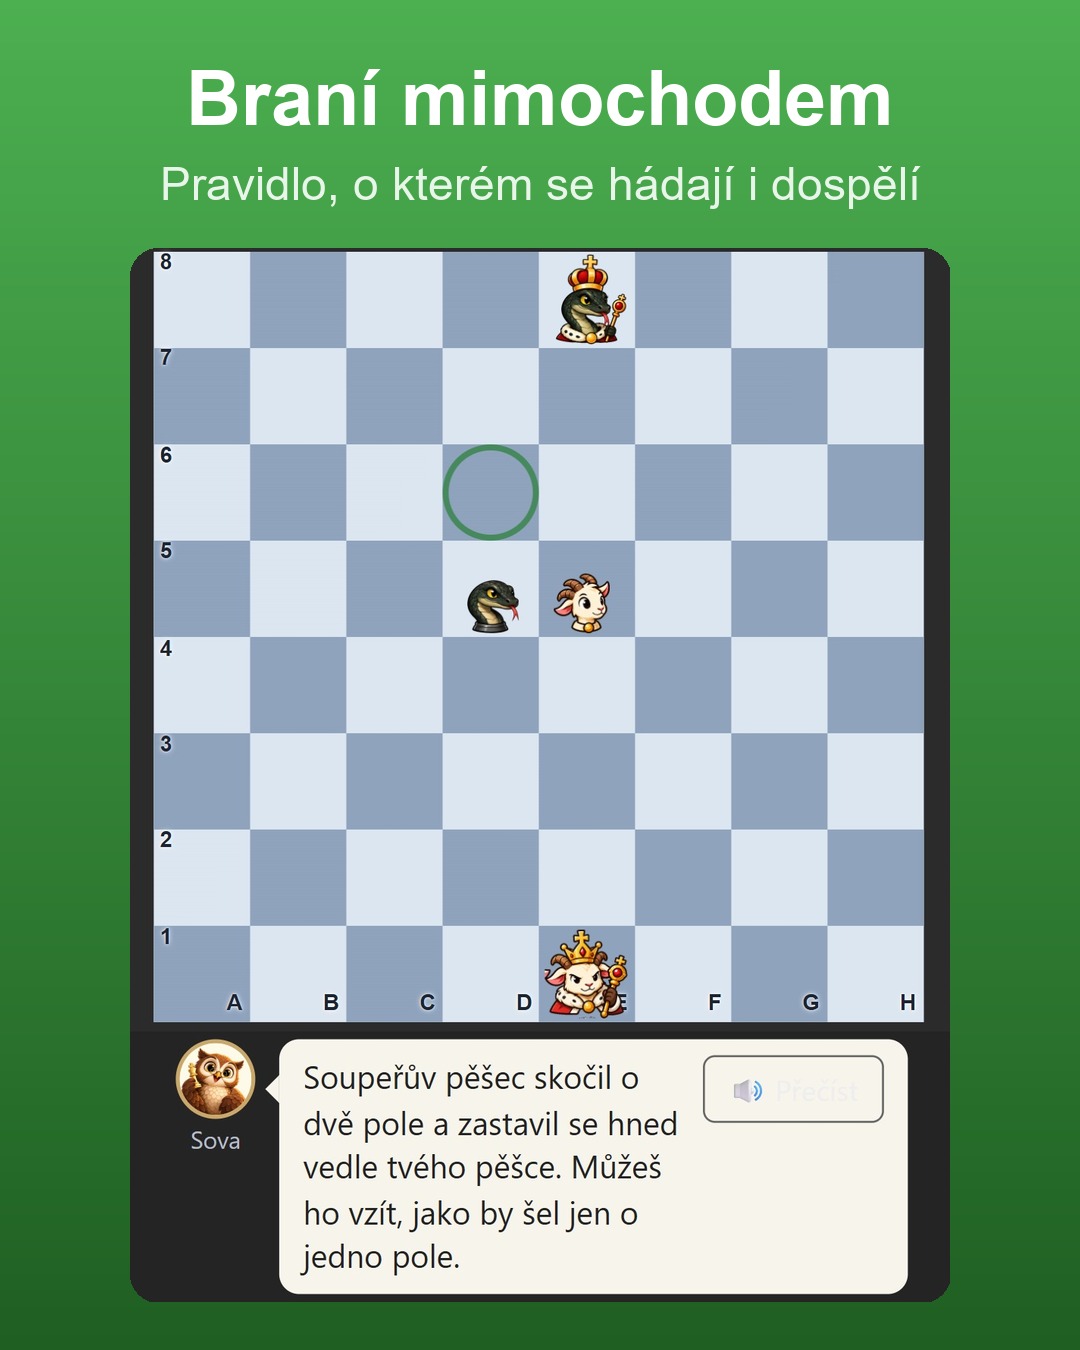 Braní mimochodem
Pravidlo, o kterém se hádají i dospělí
8
7
6
5
4
3
2
1
A B C D E F G H
Soupeřův pěšec skočil o
dvě pole a zastavil se hned
vedle tvého pěšce. Můžeš
ho vzít, jako by šel jen o
jedno pole.
🔊 Přečíst
Sova